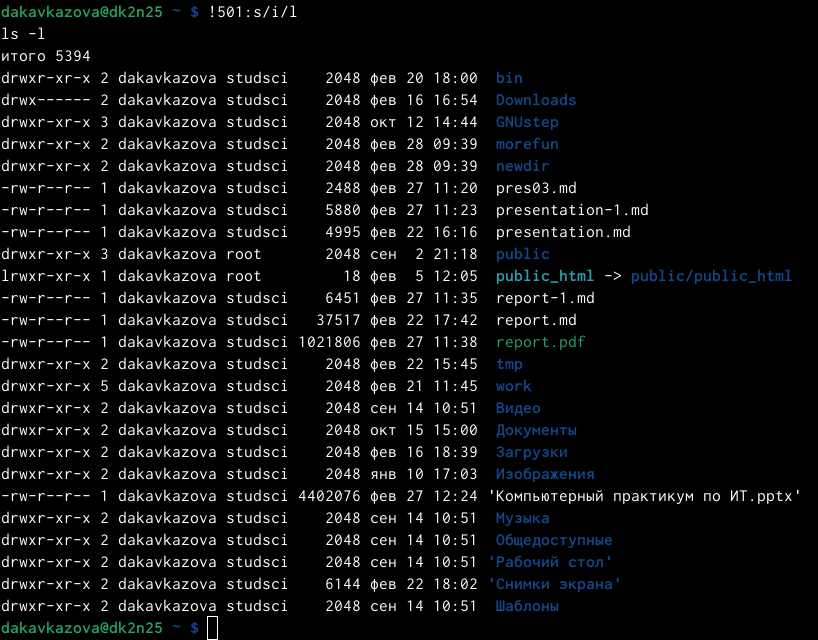 dakavkazova@dk2n25 ~ $ !501:s/i/l
ls -l
итого 5394
drwxr-xr-x 2 dakavkazova studsci    2048 фев 20 18:00  bin
drwx------ 2 dakavkazova studsci    2048 фев 16 16:54  Downloads
drwxr-xr-x 3 dakavkazova studsci    2048 окт 12 14:44  GNUstep
drwxr-xr-x 2 dakavkazova studsci    2048 фев 28 09:39  morefun
drwxr-xr-x 2 dakavkazova studsci    2048 фев 28 09:39  newdir
-rw-r--r-- 1 dakavkazova studsci    2488 фев 27 11:20  pres03.md
-rw-r--r-- 1 dakavkazova studsci    5880 фев 27 11:23  presentation-1.md
-rw-r--r-- 1 dakavkazova studsci    4995 фев 22 16:16  presentation.md
drwxr-xr-x 3 dakavkazova root       2048 сен  2 21:18  public
lrwxr-xr-x 1 dakavkazova root         18 фев  5 12:05  public_html -> public/public_html
-rw-r--r-- 1 dakavkazova studsci    6451 фев 27 11:35  report-1.md
-rw-r--r-- 1 dakavkazova studsci   37517 фев 22 17:42  report.md
-rw-r--r-- 1 dakavkazova studsci 1021806 фев 27 11:38  report.pdf
drwxr-xr-x 2 dakavkazova studsci    2048 фев 22 15:45  tmp
drwxr-xr-x 5 dakavkazova studsci    2048 фев 21 11:45  work
drwxr-xr-x 2 dakavkazova studsci    2048 сен 14 10:51  Видео
drwxr-xr-x 2 dakavkazova studsci    2048 окт 15 15:00  Документы
drwxr-xr-x 2 dakavkazova studsci    2048 фев 16 18:39  Загрузки
drwxr-xr-x 2 dakavkazova studsci    2048 янв 10 17:03  Изображения
-rw-r--r-- 1 dakavkazova studsci 4402076 фев 27 12:24 'Компьютерный практикум по ИТ.pptx'
drwxr-xr-x 2 dakavkazova studsci    2048 сен 14 10:51  Музыка
drwxr-xr-x 2 dakavkazova studsci    2048 сен 14 10:51  Общедоступные
drwxr-xr-x 2 dakavkazova studsci    2048 сен 14 10:51 'Рабочий стол'
drwxr-xr-x 2 dakavkazova studsci    6144 фев 22 18:02 'Снимки экрана'
drwxr-xr-x 2 dakavkazova studsci    2048 сен 14 10:51  Шаблоны
dakavkazova@dk2n25 ~ $